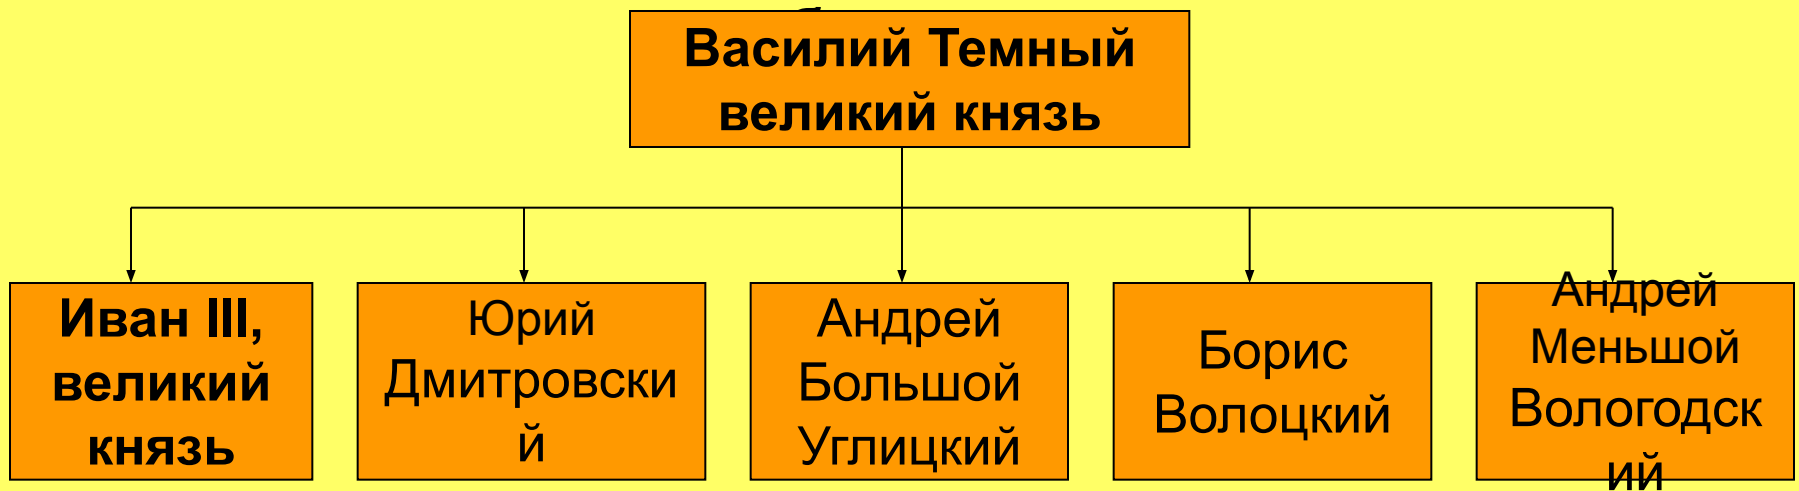 Василий Темный
великий князь
Иван III,
великий
князь
Юрий
Дмитровски
й
Андрей
Большой
Углицкий
Борис
Волоцкий
Андрей
Меньшой
Вологодск
ий